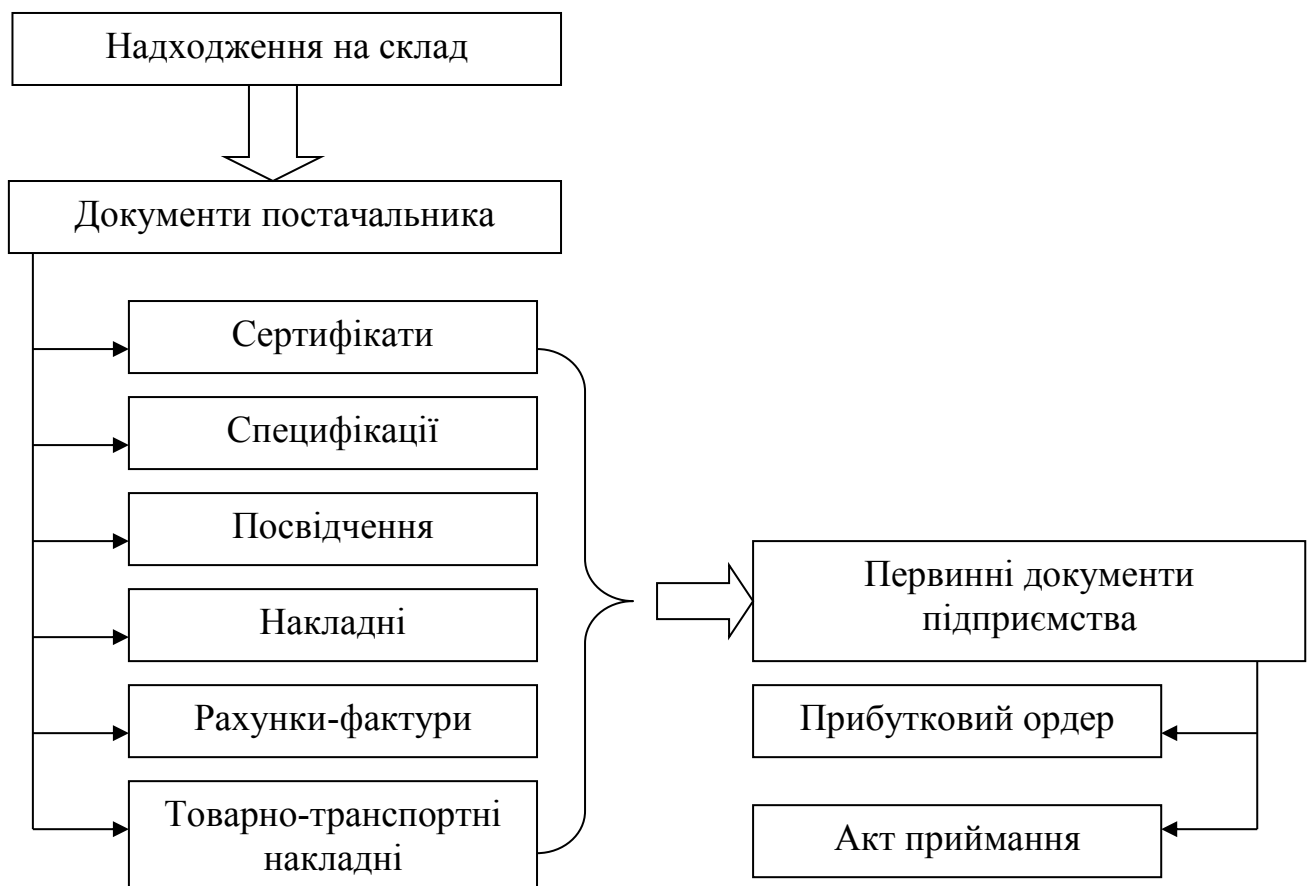 Надходження на склад
Документи постачальника
Сертифікати
Специфікації
Посвідчення
Накладні
Рахунки-фактури
Товарно-транспортні
накладні
Первинні документи
підприємства
Прибутковий ордер
Акт приймання